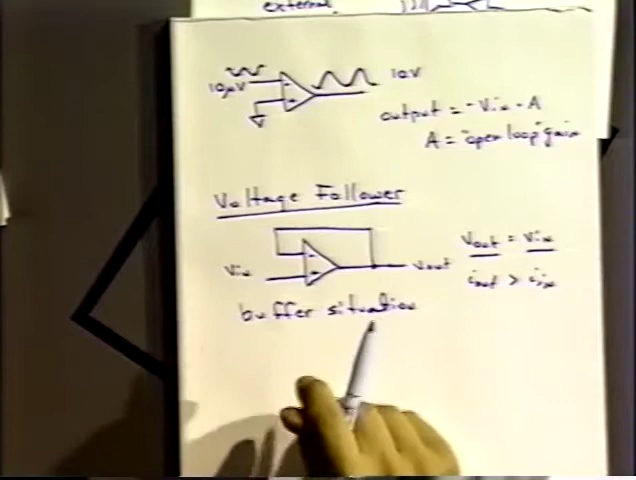 external
10µV
10V
output = -Vin · A
A = "open loop" gain
Voltage Follower
Vin
Vout
Vout = Vin
iout > iin
buffer situation